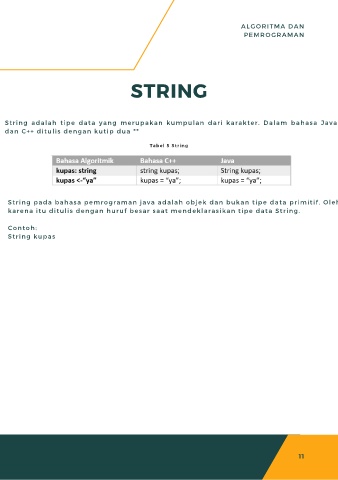 ALGORITMA DAN
PEMROGRAMAN
STRING
String adalah tipe data yang merupakan kumpulan dari karakter. Dalam bahasa Java
dan C++ ditulis dengan kutip dua ""
Tabel 5 String
Bahasa Algoritmik Bahasa C++ Java
kupas: string string kupas; String kupas;
kupas <-"ya" kupas = "ya"; kupas = "ya";
String pada bahasa pemrograman java adalah objek dan bukan tipe data primitif. Oleh
karena itu ditulis dengan huruf besar saat mendeklarasikan tipe data String.
Contoh:
String kupas
11